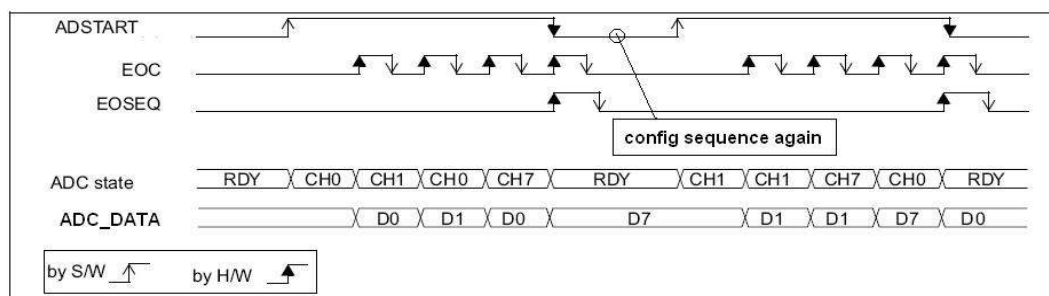 ADSTART
EOC
EOSEQ
config sequence again
ADC state RDY CH0 CH1 CH0 CH7 RDY CH1 CH1 CH7 CH0 RDY
ADC_DATA D0 D1 D0 D7 D1 D1 D7 D0
by S/W by H/W